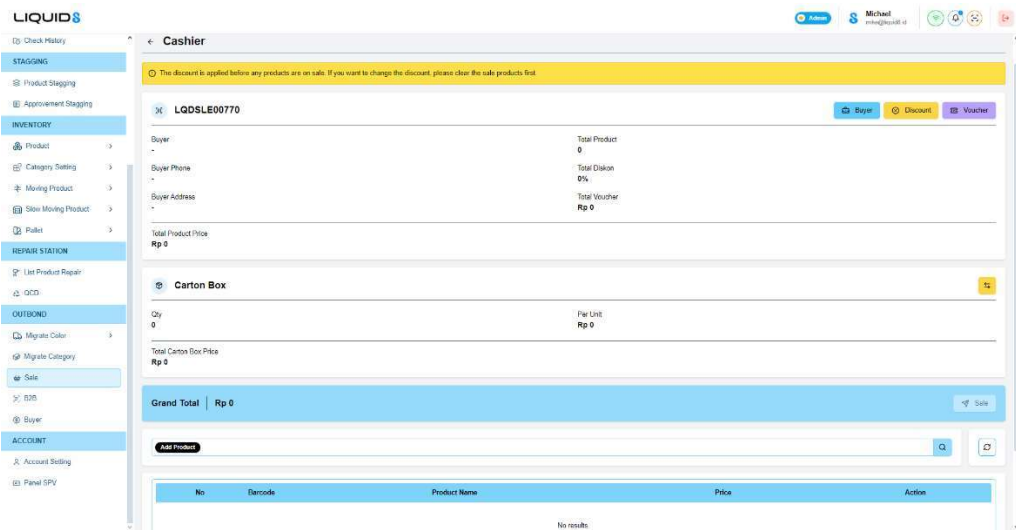 LIQUID8
Admin
Michael
Check History
STAGGING
Product Stagging
Approvement Stagging
INVENTORY
Product
Category Setting
Moving Product
Slow Moving Product
Pallet
REPAIR STATION
List Product Repair
QCD
OUTBOND
Migrate Color
Migrate Category
Sale
B2B
Buyer
ACCOUNT
Account Setting
Panel SPV
Cashier
The discount is applied before any products are on sale. If you want to change the discount, please clear the sale products first
LQDSLE00770
Buyer
Discount
Voucher
Buyer
-
Total Product
0
Buyer Phone
-
Total Diskon
0%
Buyer Address
-
Total Voucher
Rp 0
Total Product Price
Rp 0
Carton Box
Qty
0
Per Unit
Rp 0
Total Carton Box Price
Rp 0
Grand Total | Rp 0
Sale
Add Product
No Barcode Product Name Price Action
No results